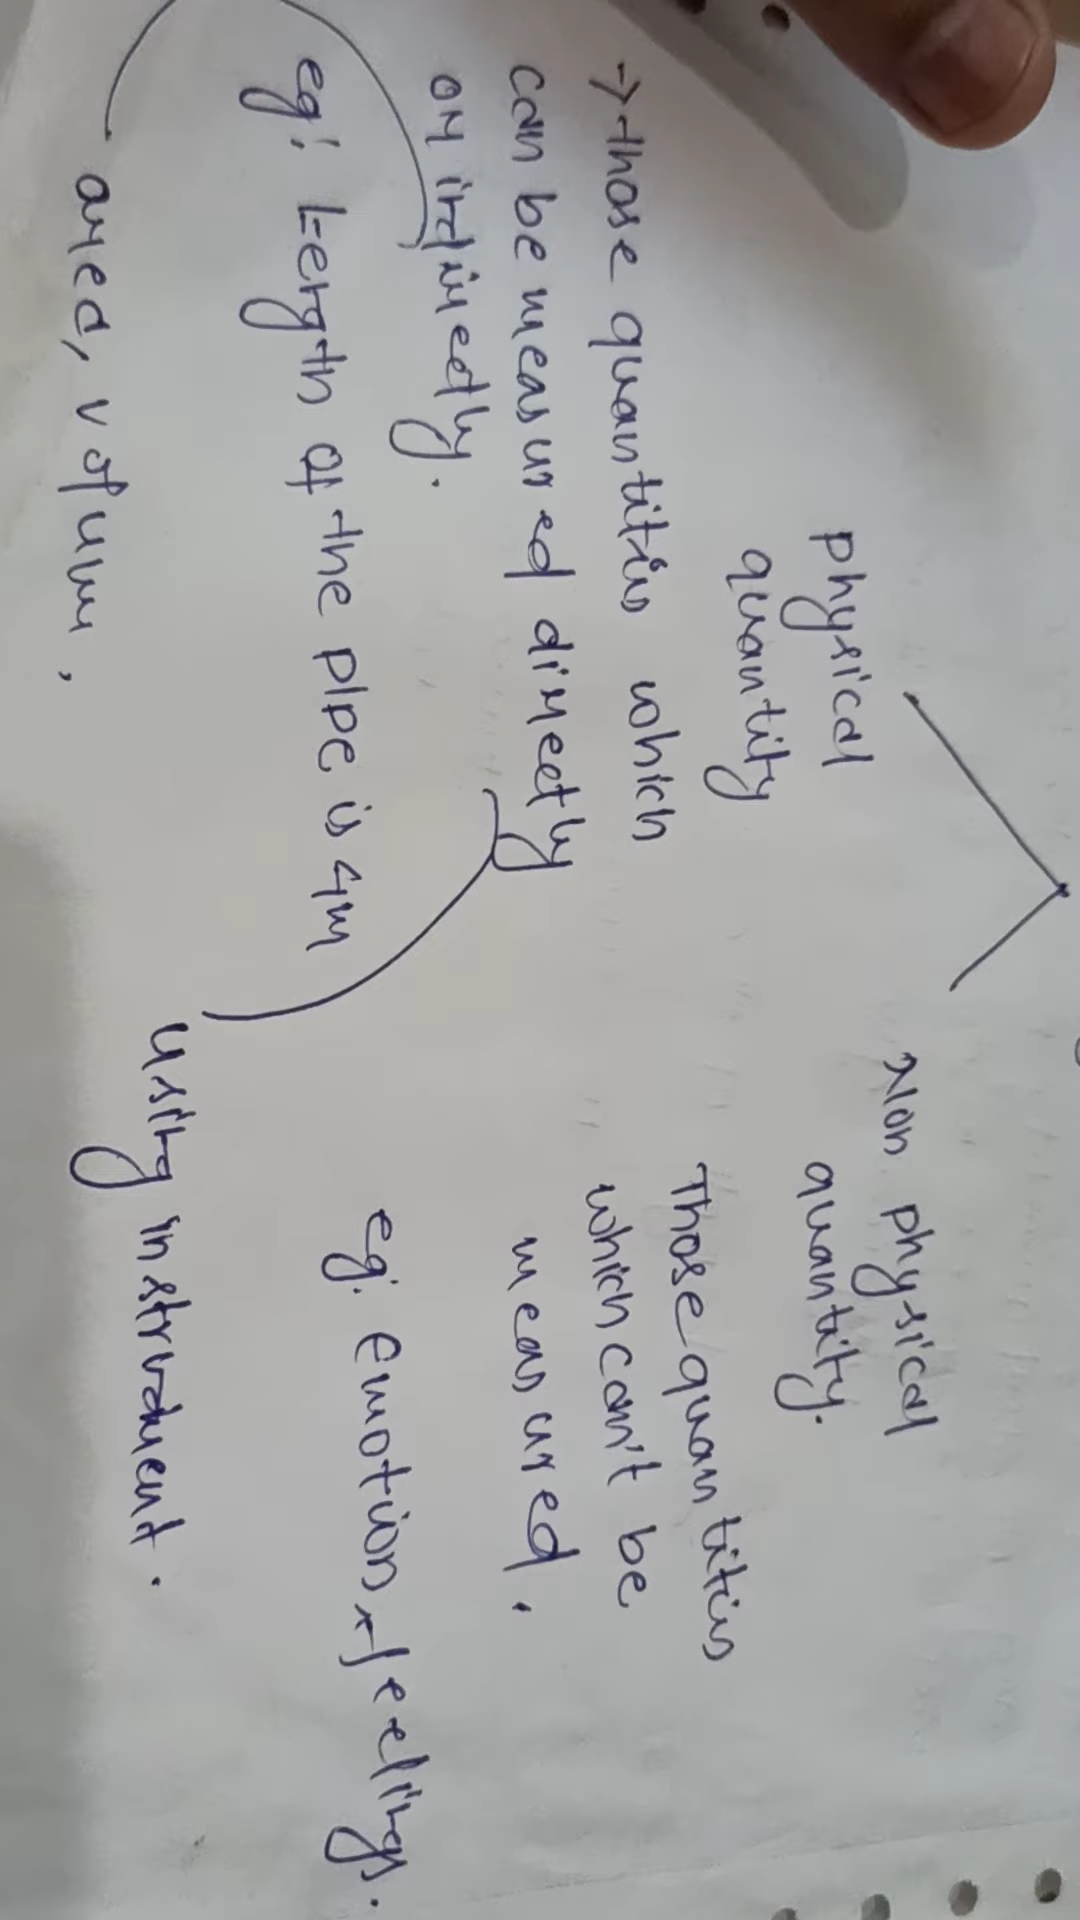 physical
quantity
→ those quantities which
can be measured directly
or indirectly.
eg: Length of the pipe is 4m
area, volum,
Non physical
quantity.
Those quantities
which can't be
measured.
eg: Emotion, feelings.
using instrument.